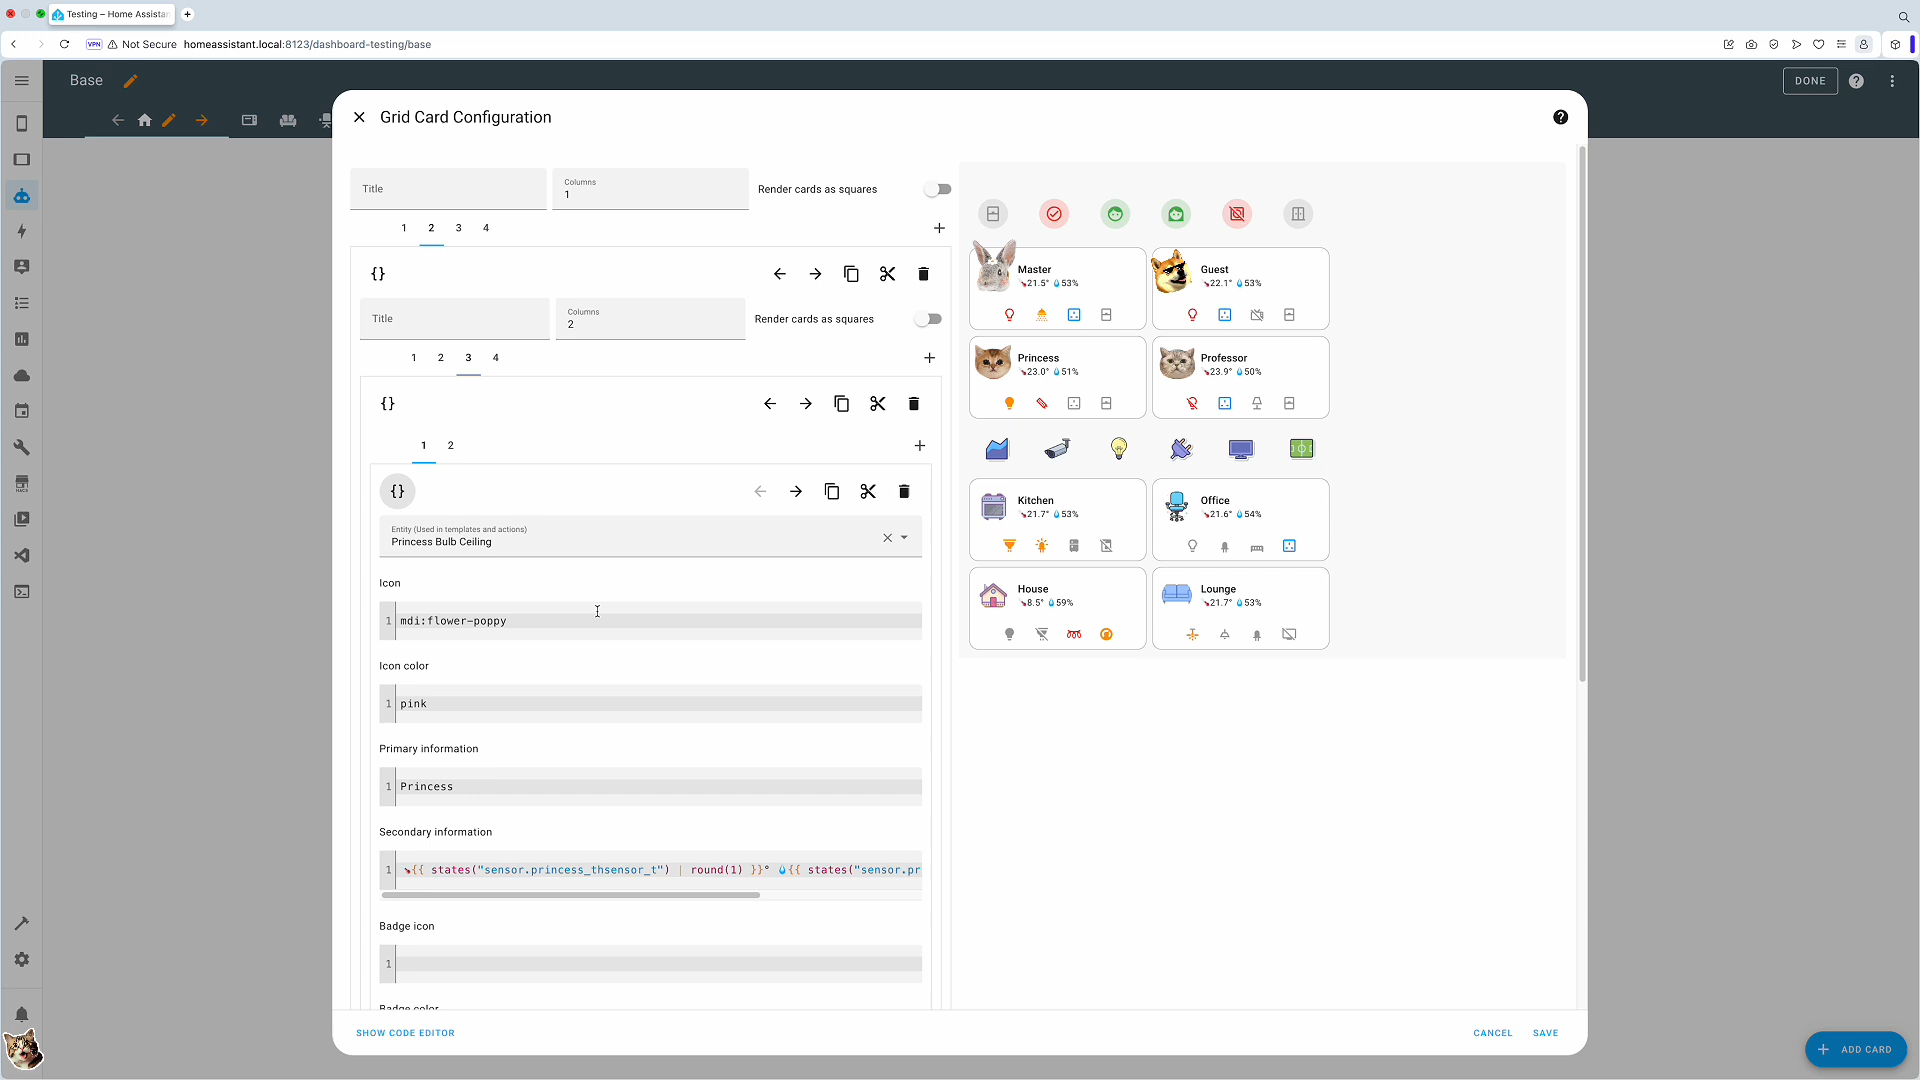 Testing – Home Assistan
VPN
Not Secure homeassistant.local:8123/dashboard-testing/base
Base
DONE
Grid Card Configuration
Title
Columns
1
Render cards as squares
1 2 3 4
{}
Title
Columns
2
Render cards as squares
1 2 3 4
{}
1 2
{}
Entity (Used in templates and actions)
Princess Bulb Ceiling
Icon
1 mdi:flower-poppy
Icon color
1 pink
Primary information
1 Princess
Secondary information
1 {{ states("sensor.princess_thsensor_t") | round(1) }}° 💧{{ states("sensor.pr
Badge icon
1
Badge color
SHOW CODE EDITOR
CANCEL SAVE
Master
21.5° 💧53%
Guest
22.1° 💧53%
Princess
23.0° 💧51%
Professor
23.9° 💧50%
Kitchen
21.7° 💧53%
Office
21.6° 💧54%
House
8.5° 💧59%
Lounge
21.7° 💧53%
HACS
ADD CARD